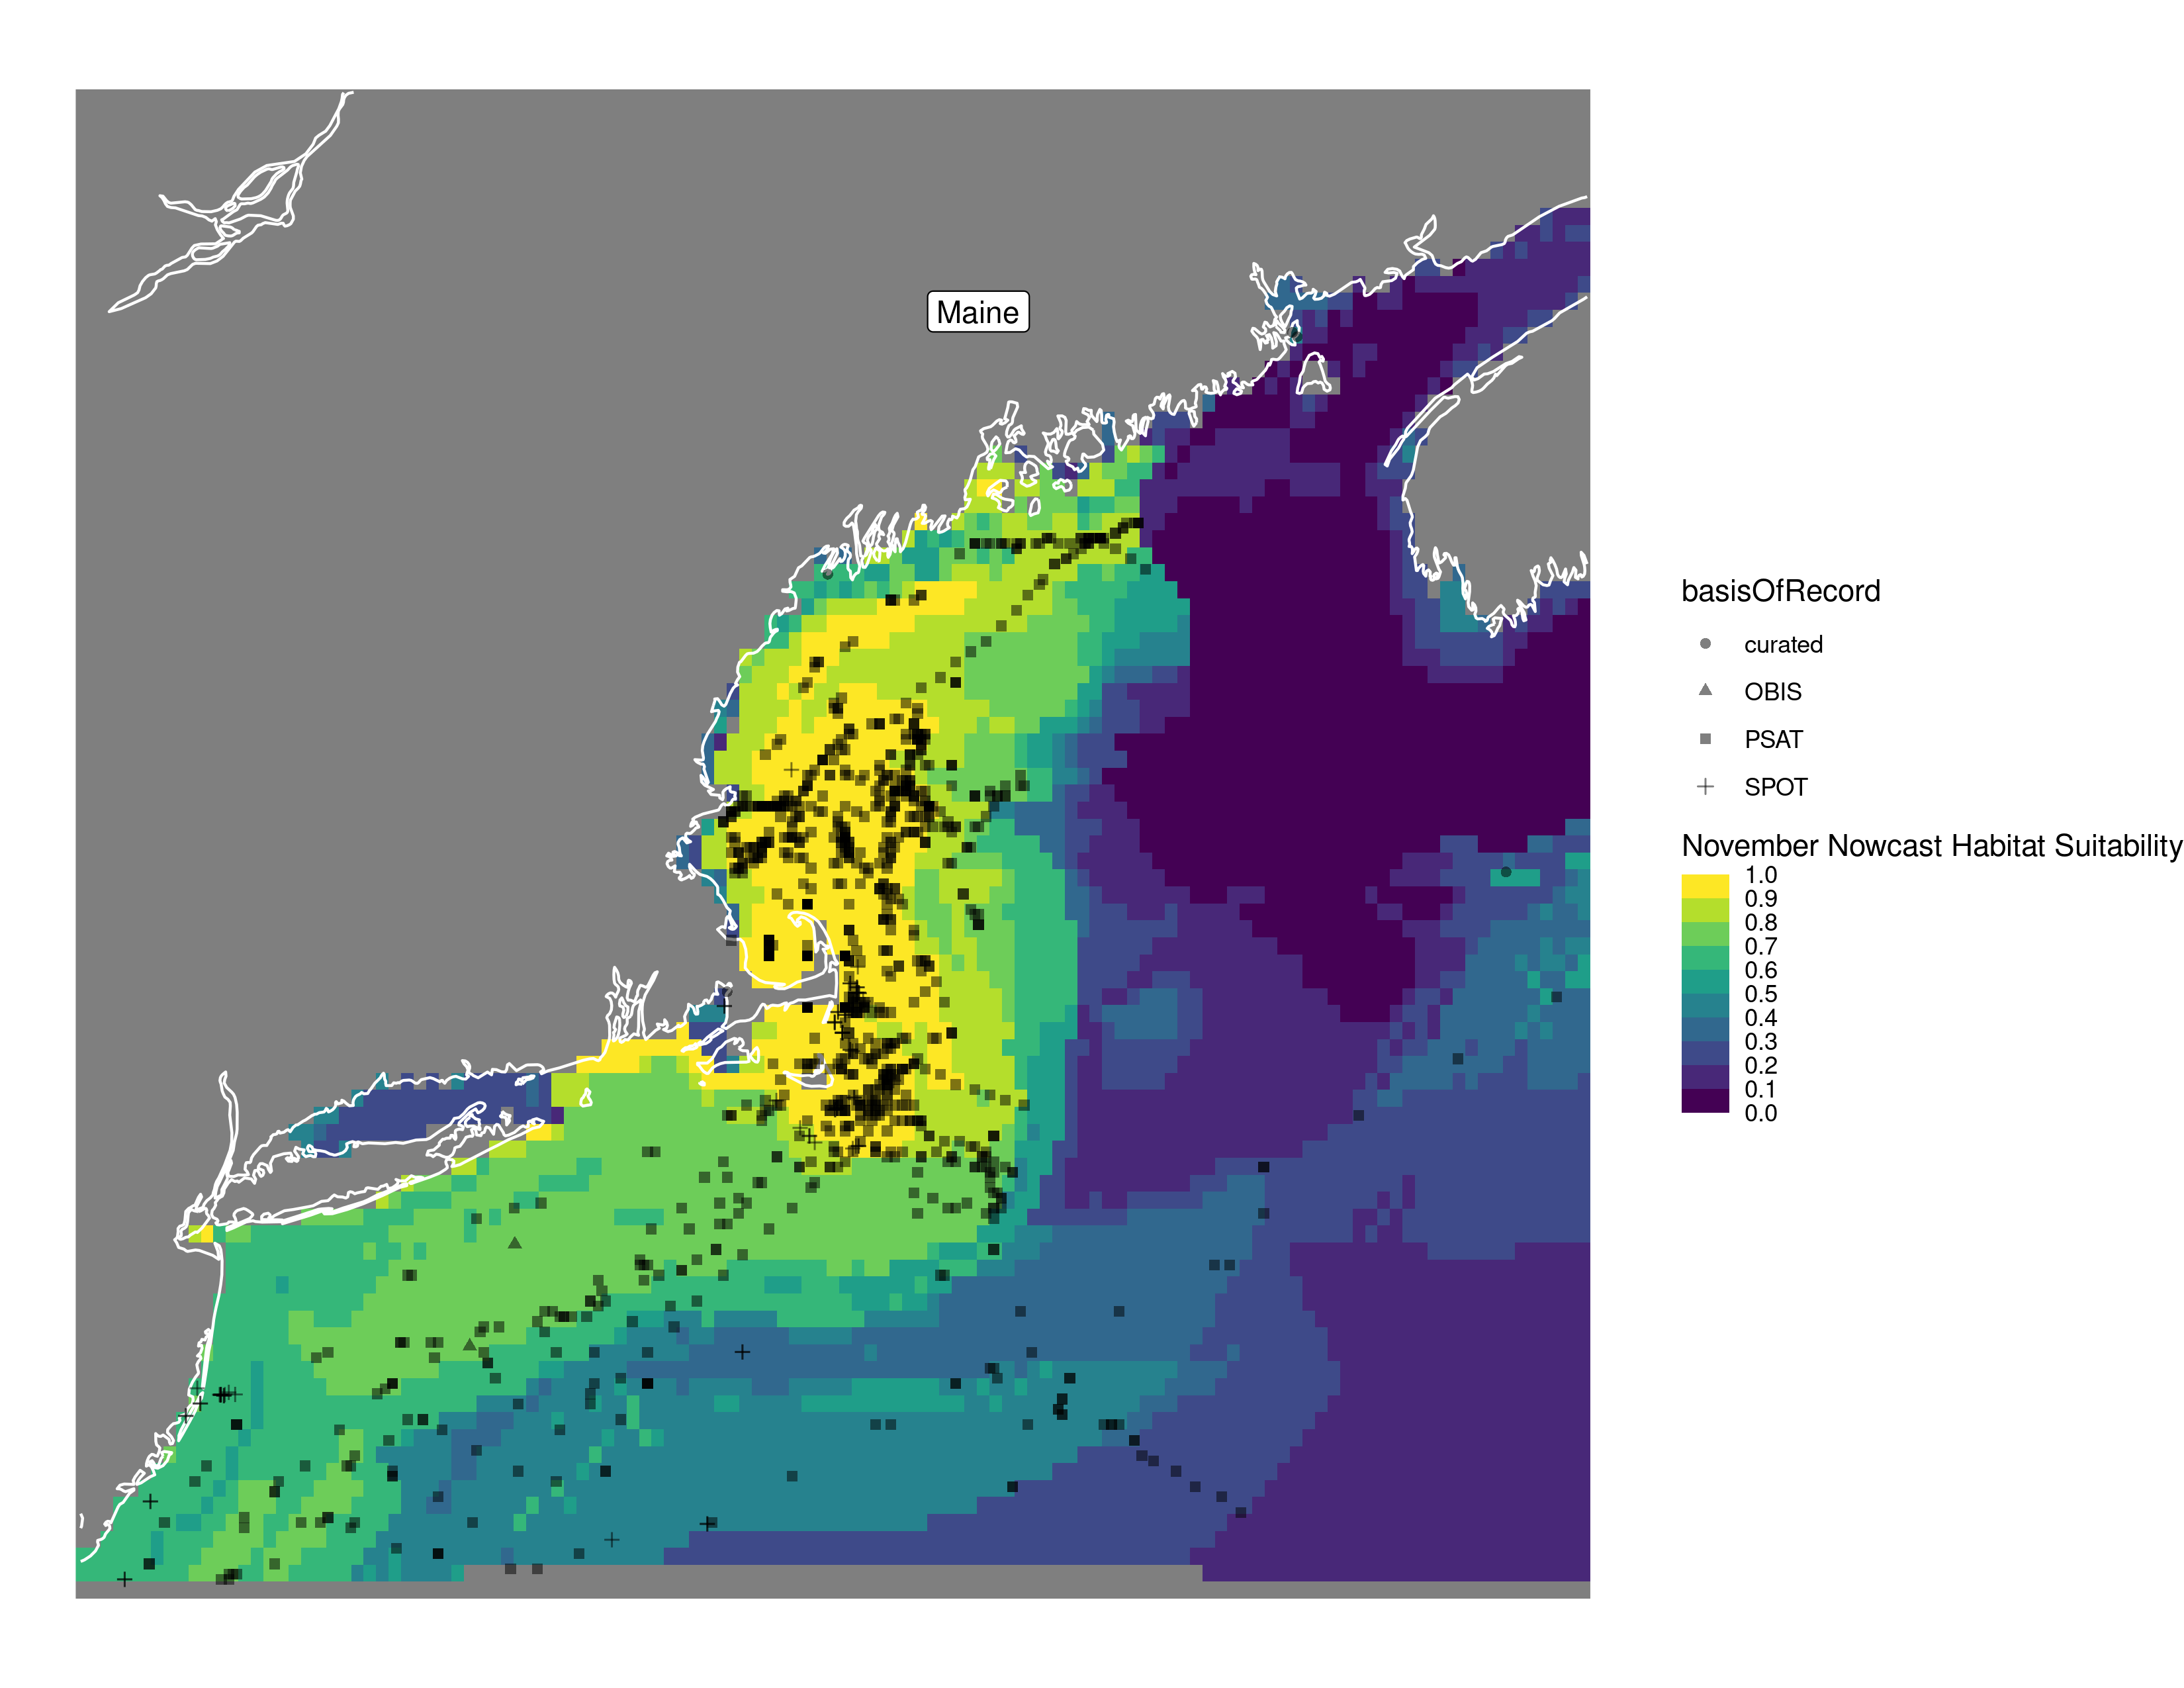 Maine
basisOfRecord
curated
OBIS
PSAT
SPOT
November Nowcast Habitat Suitability
1.0
0.9
0.8
0.7
0.6
0.5
0.4
0.3
0.2
0.1
0.0